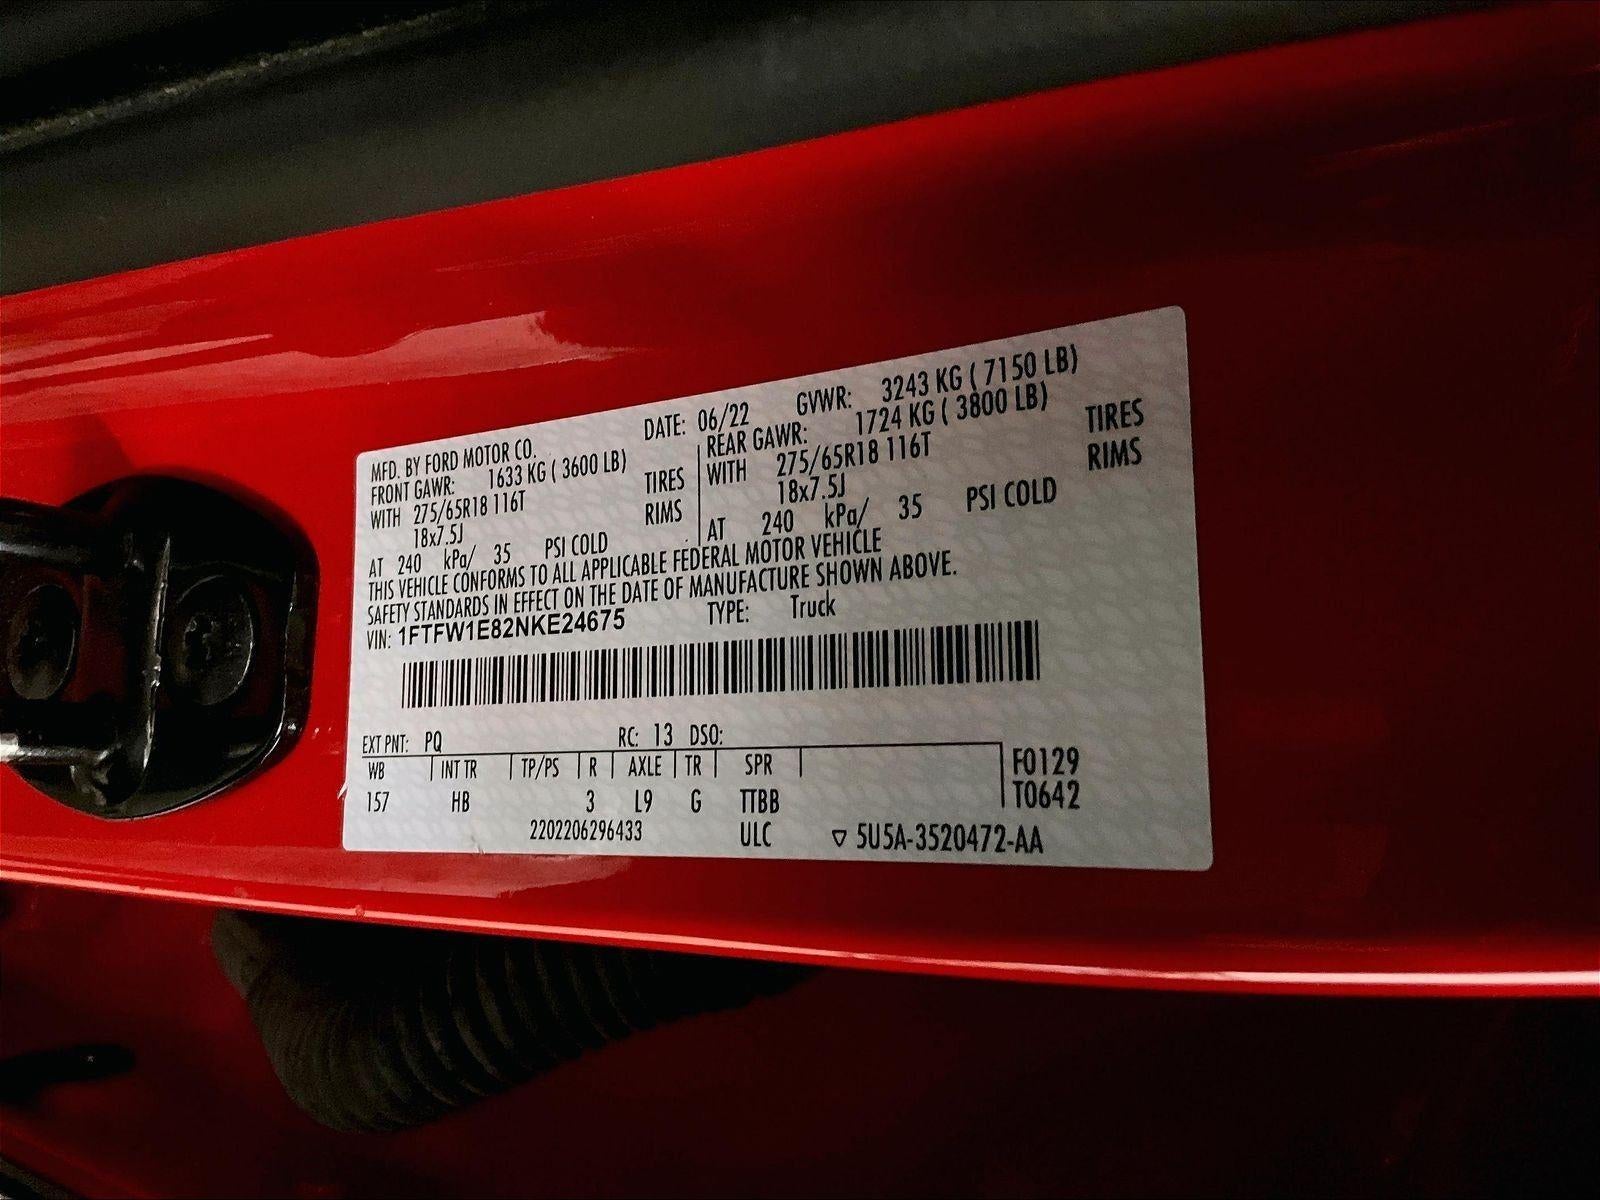 MFD. BY FORD MOTOR CO. DATE: 06/22 GVWR: 3243 KG ( 7150 LB)
FRONT GAWR: 1633 KG ( 3600 LB) REAR GAWR: 1724 KG ( 3800 LB)
WITH 275/65R18 116T TIRES WITH 275/65R18 116T TIRES
18x7.5J RIMS 18x7.5J RIMS
AT 240 kPa/ 35 PSI COLD AT 240 kPa/ 35 PSI COLD
THIS VEHICLE CONFORMS TO ALL APPLICABLE FEDERAL MOTOR VEHICLE
SAFETY STANDARDS IN EFFECT ON THE DATE OF MANUFACTURE SHOWN ABOVE.
VIN: 1FTFW1E82NKE24675 TYPE: Truck
EXT PNT: PQ RC: 13 DSO:
WB INT TR TP/PS R AXLE TR SPR F0129
157 HB 3 L9 G TTBB T0642
2202206296433 ULC ▽ 5U5A-3520472-AA